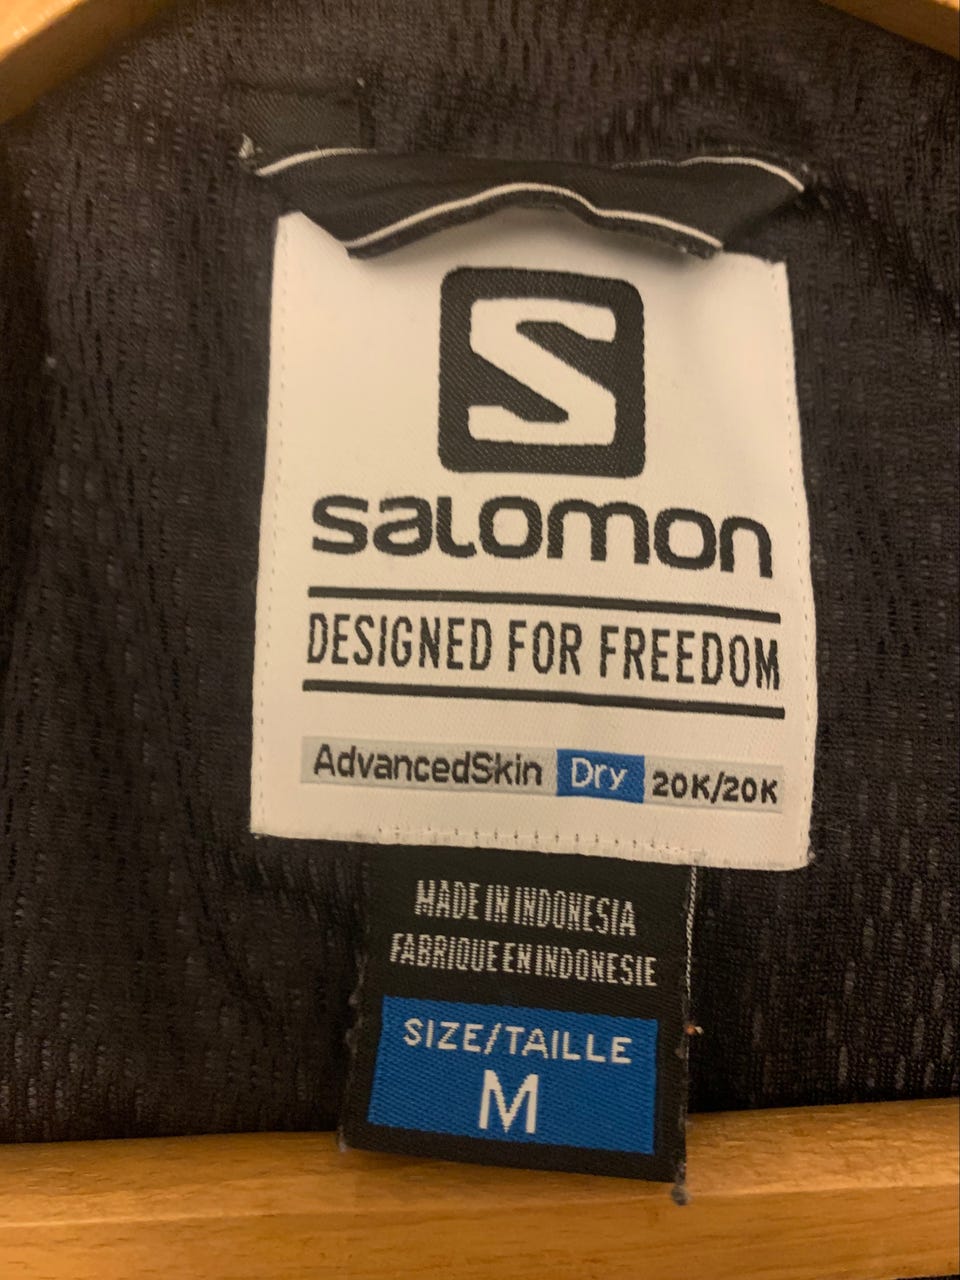 S
salomon
DESIGNED FOR FREEDOM
AdvancedSkin Dry 20K/20K
MADE IN INDONESIA
FABRIQUE EN INDONESIE
SIZE/TAILLE
M